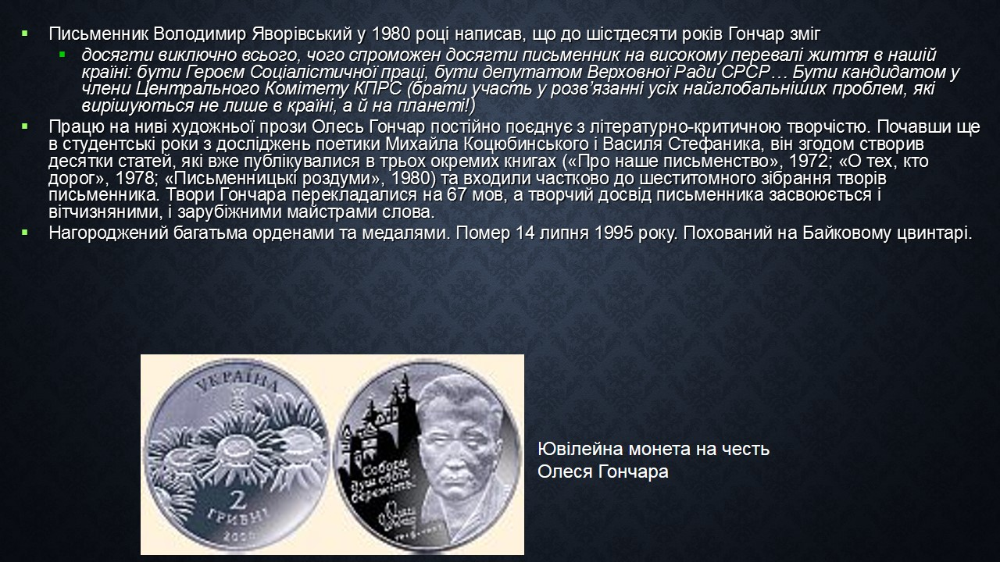 Письменник Володимир Яворівський у 1980 році написав, що до шістдесяти років Гончар зміг
досягти виключно всього, чого спроможен досягти письменник на високому перевалі життя в нашій
країні: бути Героєм Соціалістичної праці, бути депутатом Верховної Ради СРСР… Бути кандидатом у
члени Центрального Комітету КПРС (брати участь у розв’язанні усіх найглобальніших проблем, які
вирішуються не лише в країні, а й на планеті!)
Працю на ниві художньої прози Олесь Гончар постійно поєднує з літературно-критичною творчістю. Почавши ще
в студентські роки з досліджень поетики Михайла Коцюбинського і Василя Стефаника, він згодом створив
десятки статей, які вже публікувалися в трьох окремих книгах («Про наше письменство», 1972; «О тех, кто
дорог», 1978; «Письменницькі роздуми», 1980) та входили частково до шеститомного зібрання творів
письменника. Твори Гончара перекладалися на 67 мов, а творчий досвід письменника засвоюється і
вітчизняними, і зарубіжними майстрами слова.
Нагороджений багатьма орденами та медалями. Помер 14 липня 1995 року. Похований на Байковому цвинтарі.
УКРАЇНА
2
ГРИВНІ
2000
Собори
душ своїх
бережіть...
Олесь
Гончар
Ювілейна монета на честь
Олеся Гончара